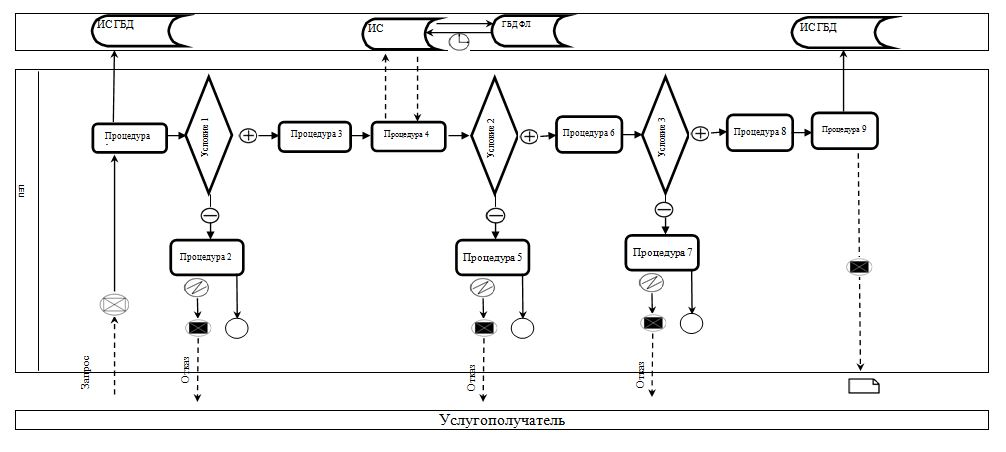 ИС ГБД
ИС
ГБД ФЛ
ИС ГБД
Процедура
Условие 1
Процедура 3
Процедура 4
Условие 2
Процедура 6
Условие 3
Процедура 8
Процедура 9
Процедура 2
Процедура 5
Процедура 7
Запрос
Отказ
Отказ
Отказ
Услугополучатель